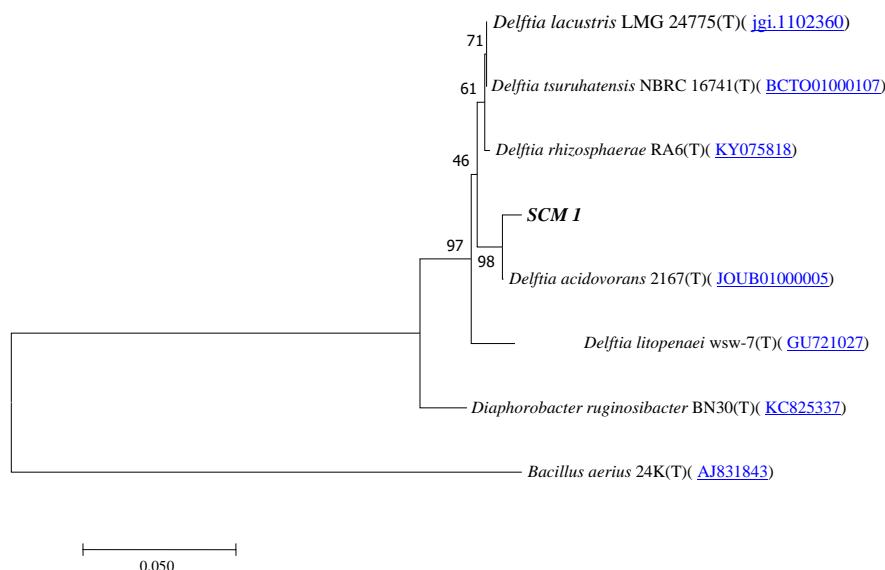 Delftia lacustris LMG 24775(T)( jgi.1102360)
71
Delftia tsuruhatensis NBRC 16741(T)( BCTO01000107)
61
Delftia rhizosphaerae RA6(T)( KY075818)
46
SCM 1
97
98
Delftia acidovorans 2167(T)( JOUB01000005)
Delftia litopenaei wsw-7(T)( GU721027)
Diaphorobacter ruginosibacter BN30(T)( KC825337)
Bacillus aerius 24K(T)( AJ831843)
0.050